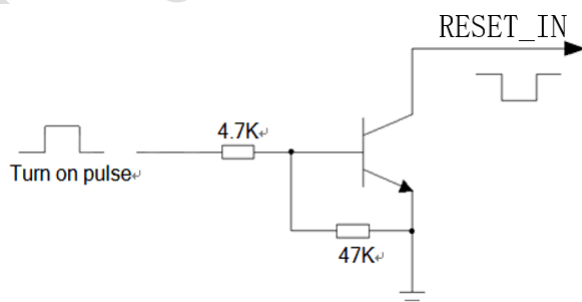 RESET_IN
4.7K↵
Turn on pulse↵
47K↵